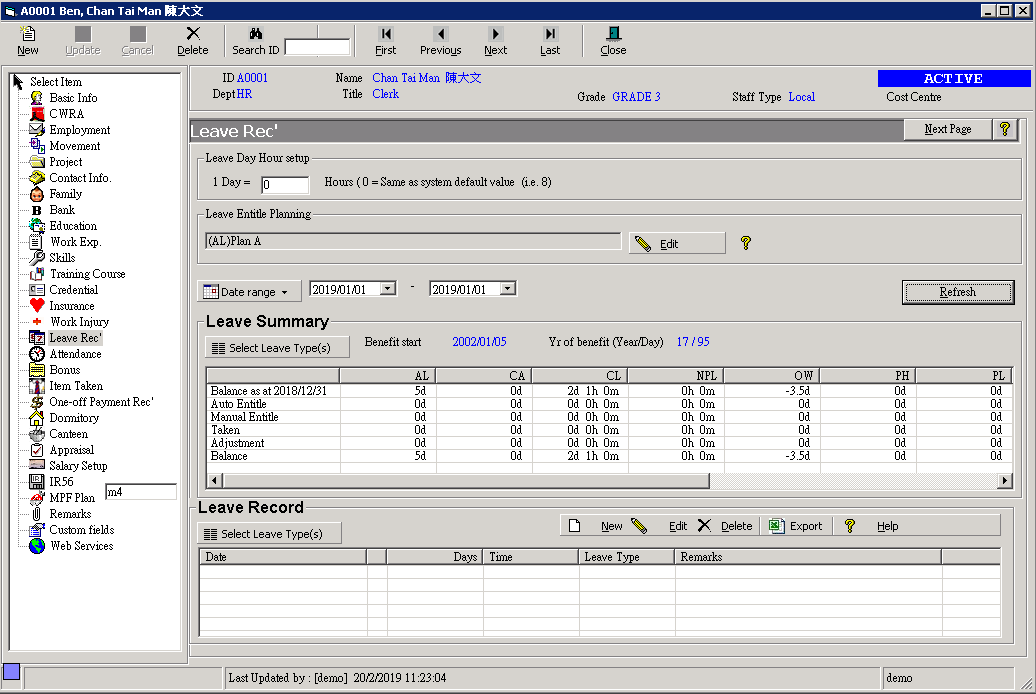 A0001 Ben, Chan Tai Man 陳大文
New Update Cancel Delete Search ID First Previous Next Last Close
Select Item
Basic Info
CWRA
Employment
Movement
Project
Contact Info.
Family
Bank
Education
Work Exp.
Skills
Training Course
Credential
Insurance
Work Injury
Leave Rec'
Attendance
Bonus
Item Taken
One-off Payment Rec'
Dormitory
Canteen
Appraisal
Salary Setup
IR56
MPF Plan m4
Remarks
Custom fields
Web Services
ID A0001 Name Chan Tai Man 陳大文 ACTIVE
Dept HR Title Clerk Grade GRADE 3 Staff Type Local Cost Centre
Leave Rec' Next Page ?
Leave Day Hour setup
1 Day = 0 Hours ( 0 = Same as system default value (i.e. 8)
Leave Entitle Planning
(AL)Plan A Edit ?
Date range 2019/01/01 - 2019/01/01 Refresh
Leave Summary
Select Leave Type(s) Benefit start 2002/01/05 Yr of benefit (Year/Day) 17 / 95
AL CA CL NPL OW PH PL
Balance as at 2018/12/31 5d 0d 2d 1h 0m 0h 0m -3.5d 0d 0d
Auto Entitle 0d 0d 0d 0h 0m 0h 0m 0d 0d 0d
Manual Entitle 0d 0d 0d 0h 0m 0h 0m 0d 0d 0d
Taken 0d 0d 0d 0h 0m 0h 0m 0d 0d 0d
Adjustment 0d 0d 0d 0h 0m 0h 0m 0d 0d 0d
Balance 5d 0d 2d 1h 0m 0h 0m -3.5d 0d 0d
Leave Record
Select Leave Type(s) New Edit Delete Export ? Help
Date Days Time Leave Type Remarks
Last Updated by : [demo] 20/2/2019 11:23:04 demo